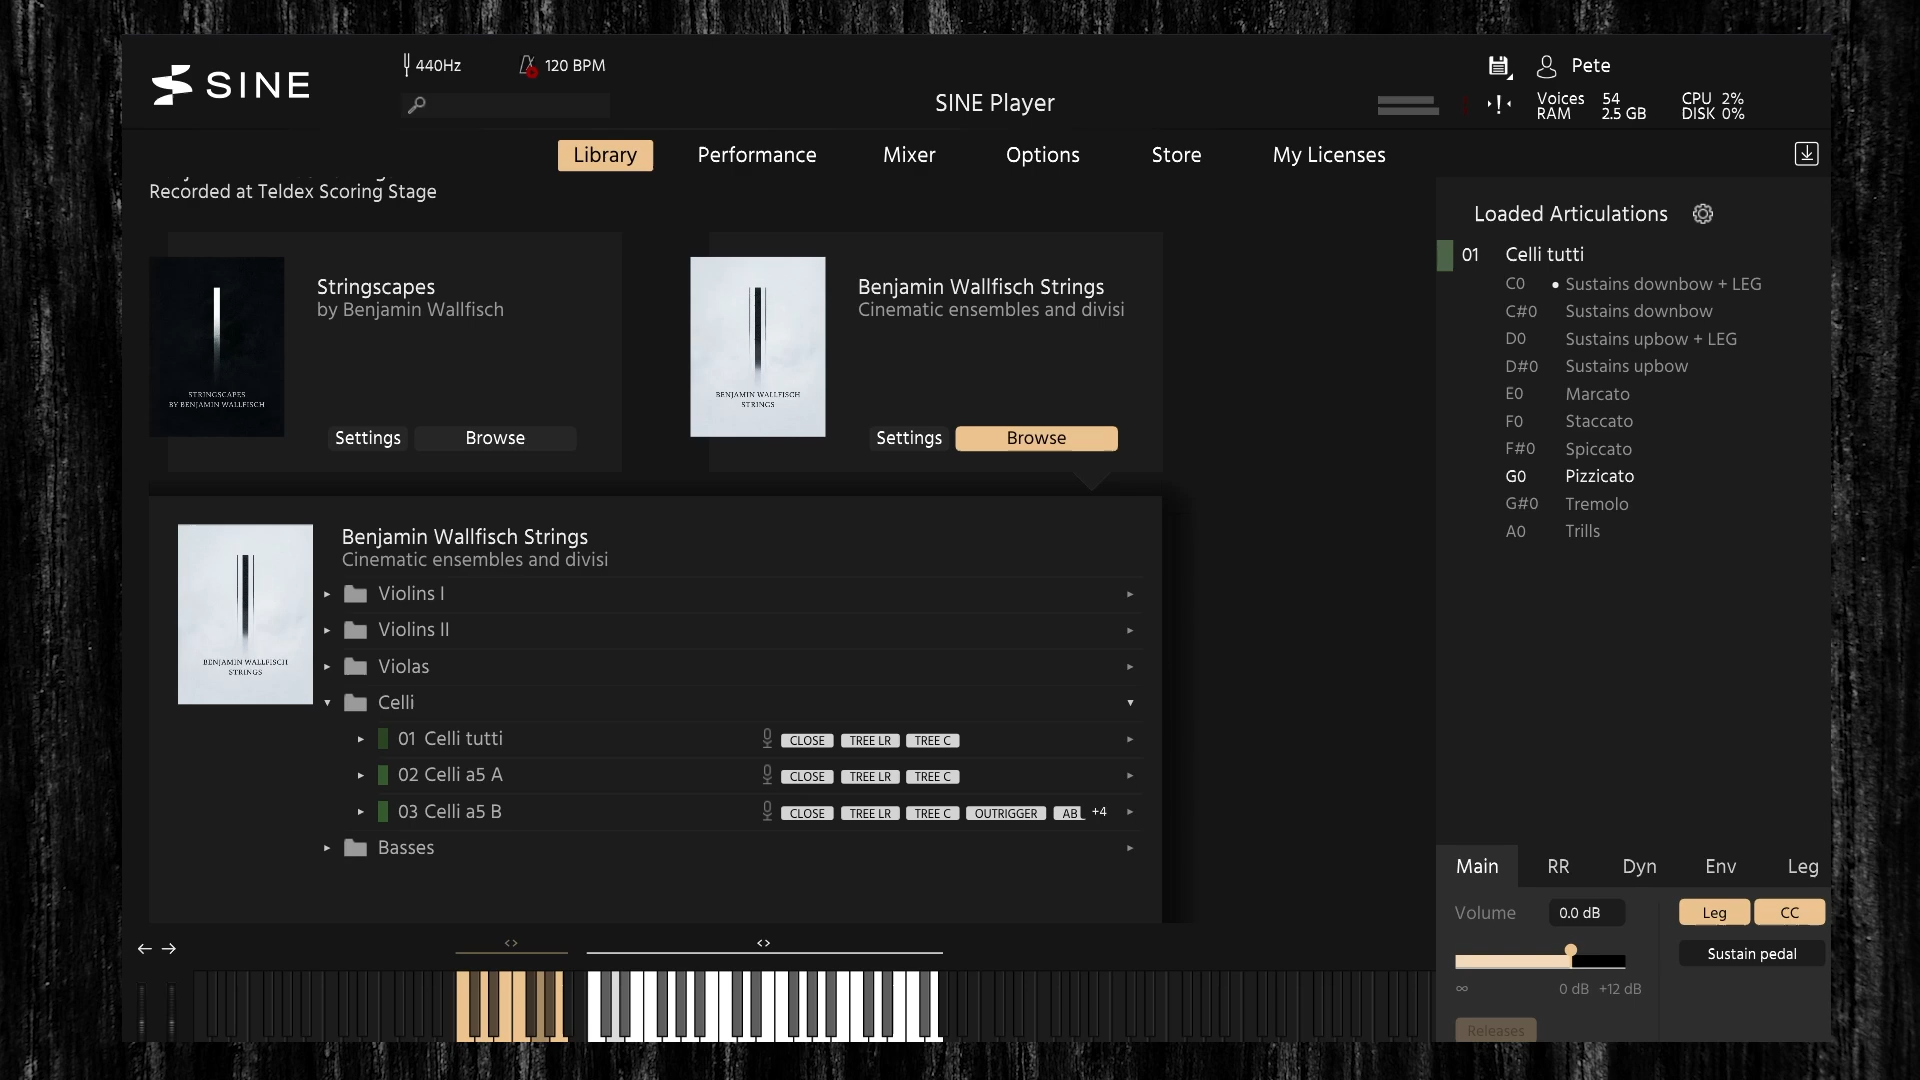 SINE
440Hz
120 BPM
SINE Player
Pete
Voices 54
RAM 2.5 GB
CPU 2%
DISK 0%
Library
Performance
Mixer
Options
Store
My Licenses
Recorded at Teldex Scoring Stage
STRINGSCAPES
BY BENJAMIN WALLFISCH
Stringscapes
by Benjamin Wallfisch
Settings
Browse
BENJAMIN WALLFISCH
STRINGS
Benjamin Wallfisch Strings
Cinematic ensembles and divisi
Settings
Browse
BENJAMIN WALLFISCH
STRINGS
Benjamin Wallfisch Strings
Cinematic ensembles and divisi
Violins I
Violins II
Violas
Celli
01 Celli tutti CLOSE TREE LR TREE C
02 Celli a5 A CLOSE TREE LR TREE C
03 Celli a5 B CLOSE TREE LR TREE C OUTRIGGER AB +4
Basses
Loaded Articulations
01 Celli tutti
C0 Sustains downbow + LEG
C#0 Sustains downbow
D0 Sustains upbow + LEG
D#0 Sustains upbow
E0 Marcato
F0 Staccato
F#0 Spiccato
G0 Pizzicato
G#0 Tremolo
A0 Trills
Main
RR
Dyn
Env
Leg
Volume
0.0 dB
Leg
CC
Sustain pedal
∞ 0 dB +12 dB
Releases